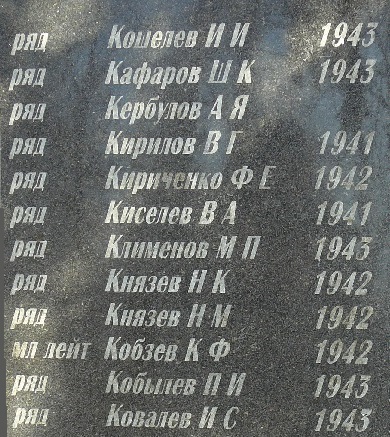 ряд Кошелев И И 1943
ряд Кафаров Ш К 1943
ряд Кербулов А Я
ряд Кирилов В Г 1941
ряд Кириченко Ф Е 1942
ряд Киселев В А 1941
ряд Клименов М П 1943
ряд Князев Н К 1942
ряд Князев Н М 1942
мл лейт Кобзев К Ф 1942
ряд Кобылев П И 1943
ряд Ковалев И С 1943